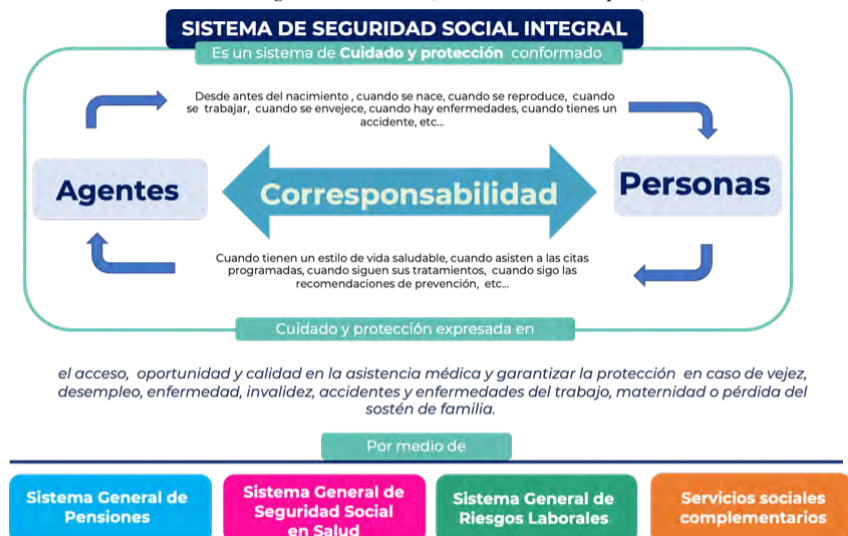 SISTEMA DE SEGURIDAD SOCIAL INTEGRAL
Es un sistema de Cuidado y protección conformado
Desde antes del nacimiento , cuando se nace, cuando se reproduce, cuando
se trabajar, cuando se envejece, cuando hay enfermedades, cuando tienes un
accidente, etc...
Agentes
Corresponsabilidad
Personas
Cuando tienen un estilo de vida saludable, cuando asisten a las citas
programadas, cuando siguen sus tratamientos, cuando sigo las
recomendaciones de prevención, etc...
Cuidado y protección expresada en
el acceso, oportunidad y calidad en la asistencia médica y garantizar la protección en caso de vejez,
desempleo, enfermedad, invalidez, accidentes y enfermedades del trabajo, maternidad o pérdida del
sostén de familia.
Por medio de
Sistema General de
Pensiones
Sistema General de
Seguridad Social
en Salud
Sistema General de
Riesgos Laborales
Servicios sociales
complementarios